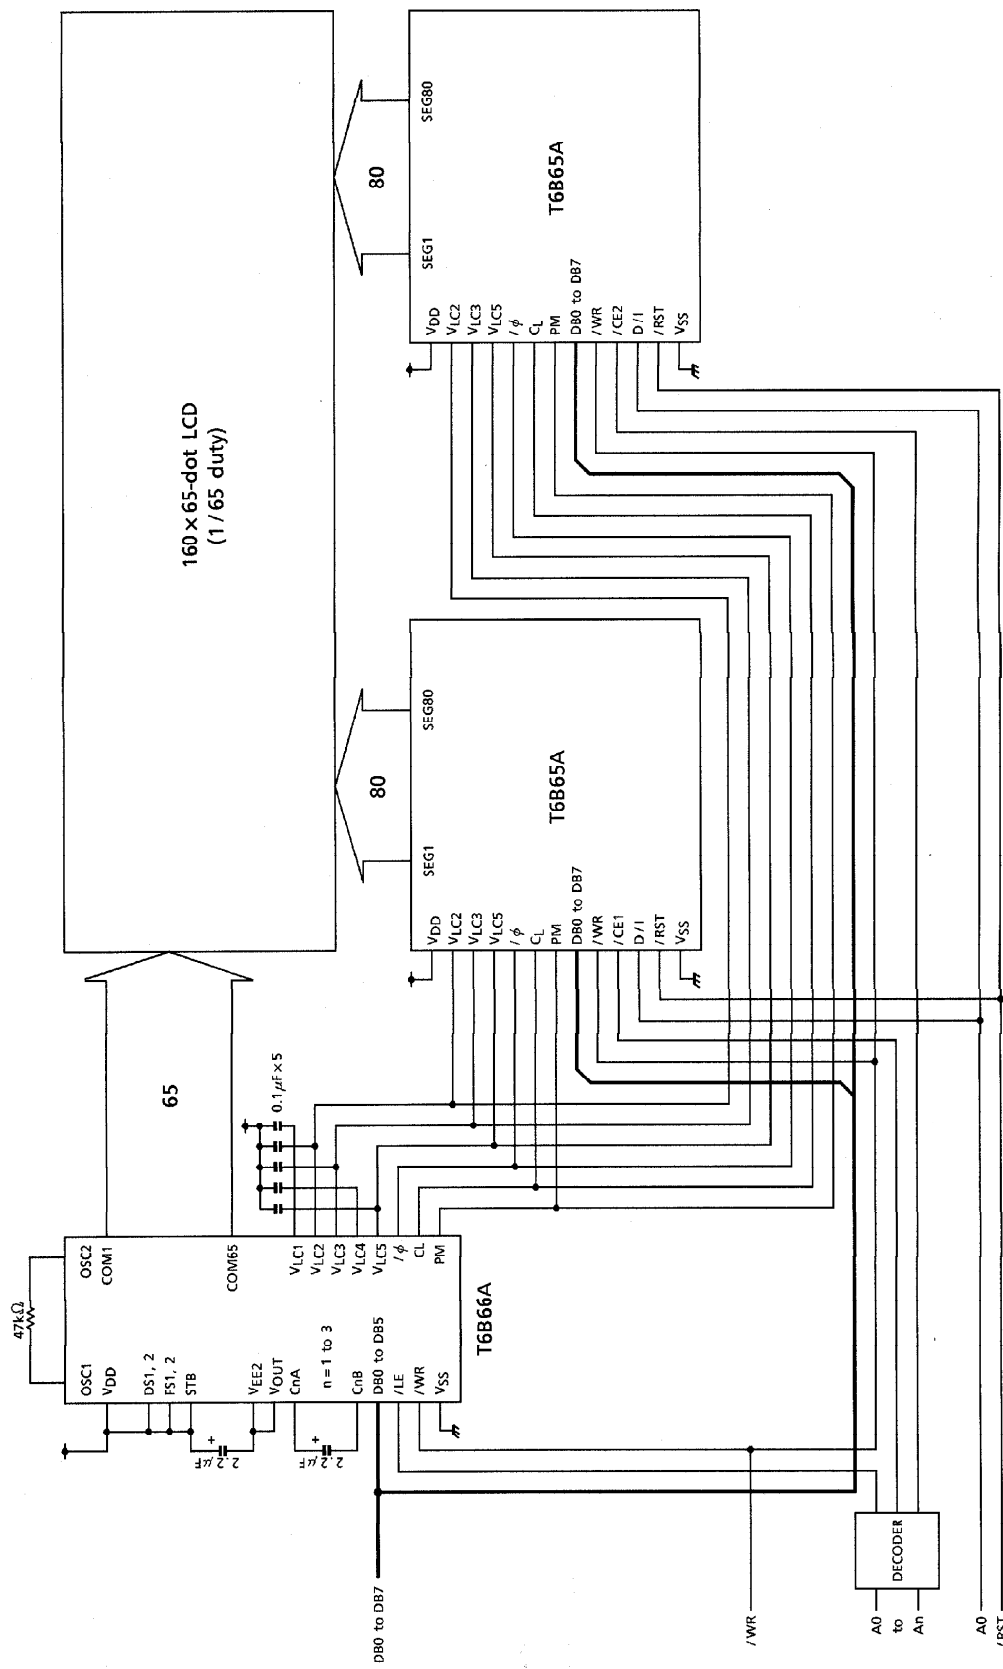 160×65-dot LCD
(1/65 duty)
65
80
80
47kΩ
OSC1
OSC2
VDD
COM1
DS1, 2
FS1, 2
STB
COM65
VEE2
VOUT
CnA
n=1 to 3
CnB
DB0 to DB5
/LE
/WR
VSS
VLC1
VLC2
VLC3
VLC4
VLC5
/ϕ
CL
PM
T6B66A
+
2.2μF
+
2.2μF
0.1μF×5
SEG1
SEG80
VDD
VLC2
VLC3
VLC5
/ϕ
CL
PM
DB0 to DB7
/WR
/CE1
D/I
/RST
VSS
T6B65A
SEG1
SEG80
VDD
VLC2
VLC3
VLC5
/ϕ
CL
PM
DB0 to DB7
/WR
/CE2
D/I
/RST
VSS
T6B65A
DB0 to DB7
/WR
DECODER
A0
to
An
A0
/RST